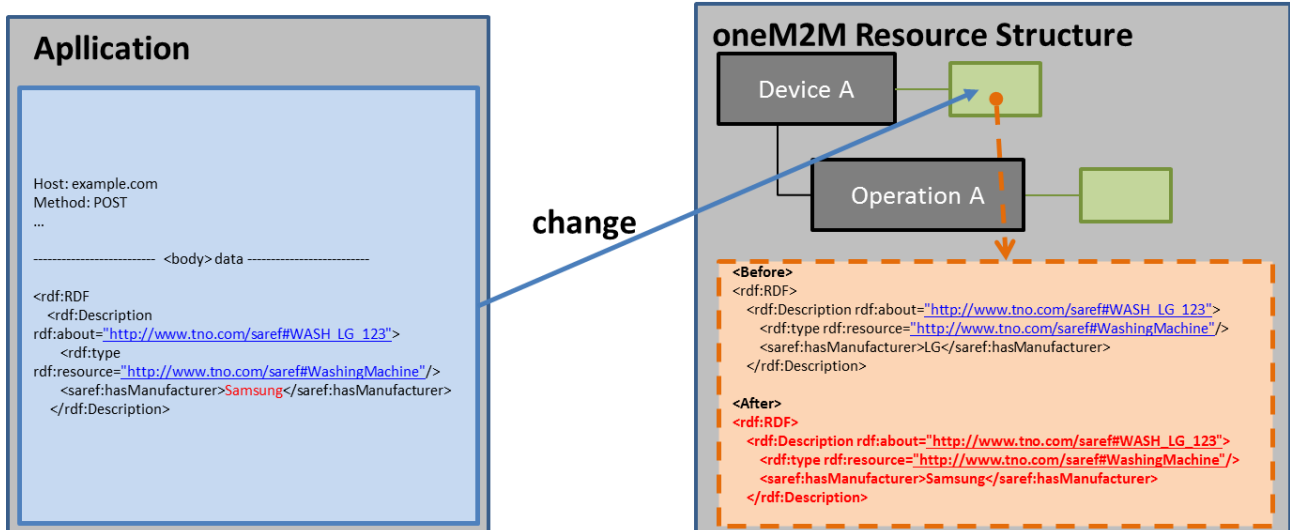 Apllication
Host: example.com
Method: POST
...
-------------------------- <body> data --------------------------
<rdf:RDF
<rdf:Description
rdf:about="http://www.tno.com/saref#WASH_LG_123">
<rdf:type
rdf:resource="http://www.tno.com/saref#WashingMachine"/>
<saref:hasManufacturer>Samsung</saref:hasManufacturer>
</rdf:Description>
change
oneM2M Resource Structure
Device A
Operation A
<Before>
<rdf:RDF>
<rdf:Description rdf:about="http://www.tno.com/saref#WASH_LG_123">
<rdf:type rdf:resource="http://www.tno.com/saref#WashingMachine"/>
<saref:hasManufacturer>LG</saref:hasManufacturer>
</rdf:Description>
<After>
<rdf:RDF>
<rdf:Description rdf:about="http://www.tno.com/saref#WASH_LG_123">
<rdf:type rdf:resource="http://www.tno.com/saref#WashingMachine"/>
<saref:hasManufacturer>Samsung</saref:hasManufacturer>
</rdf:Description>